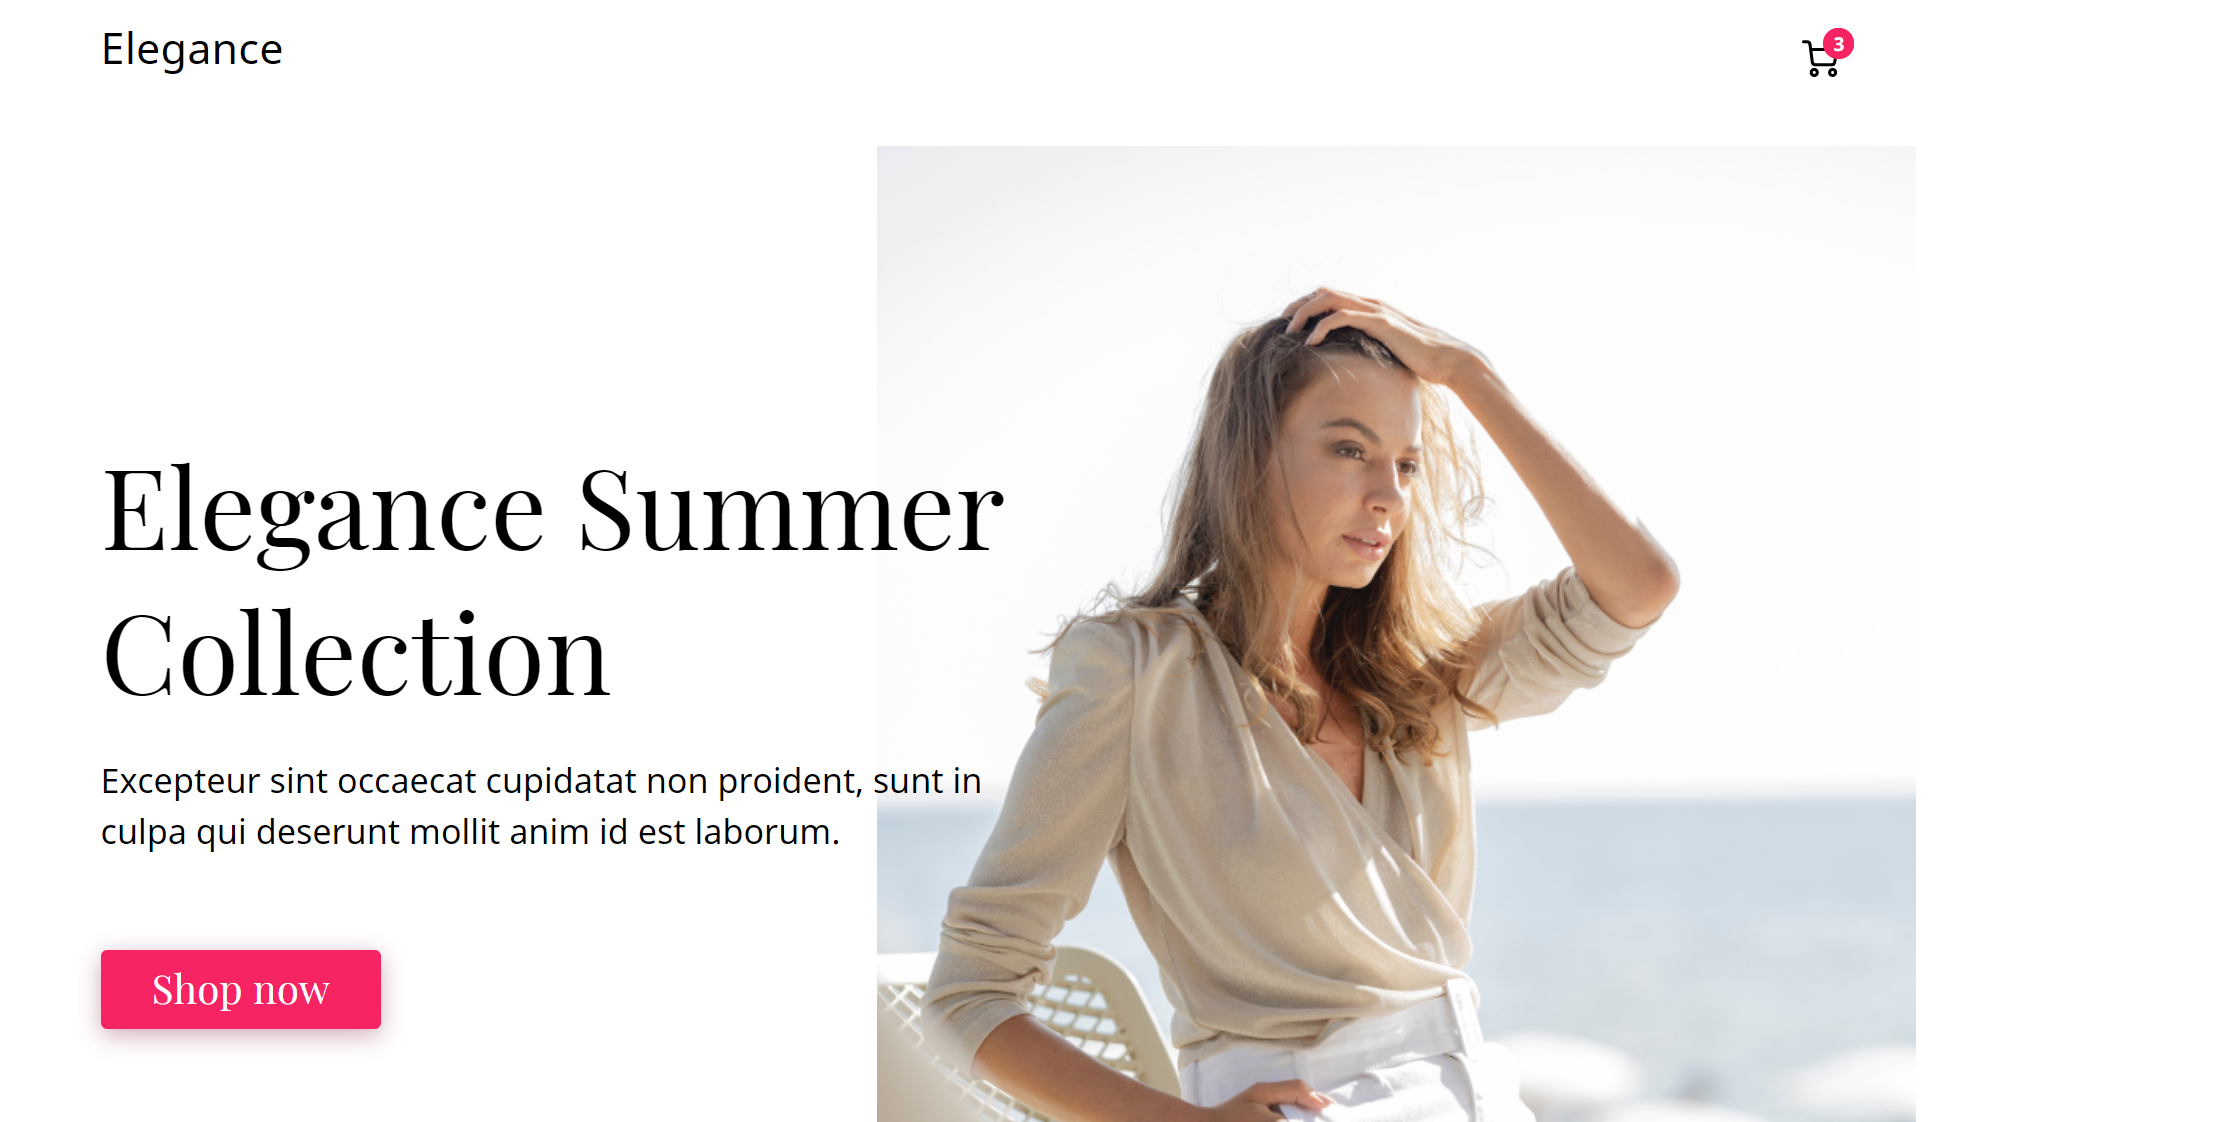 Elegance
3
Elegance Summer
Collection
Excepteur sint occaecat cupidatat non proident, sunt in
culpa qui deserunt mollit anim id est laborum.
Shop now